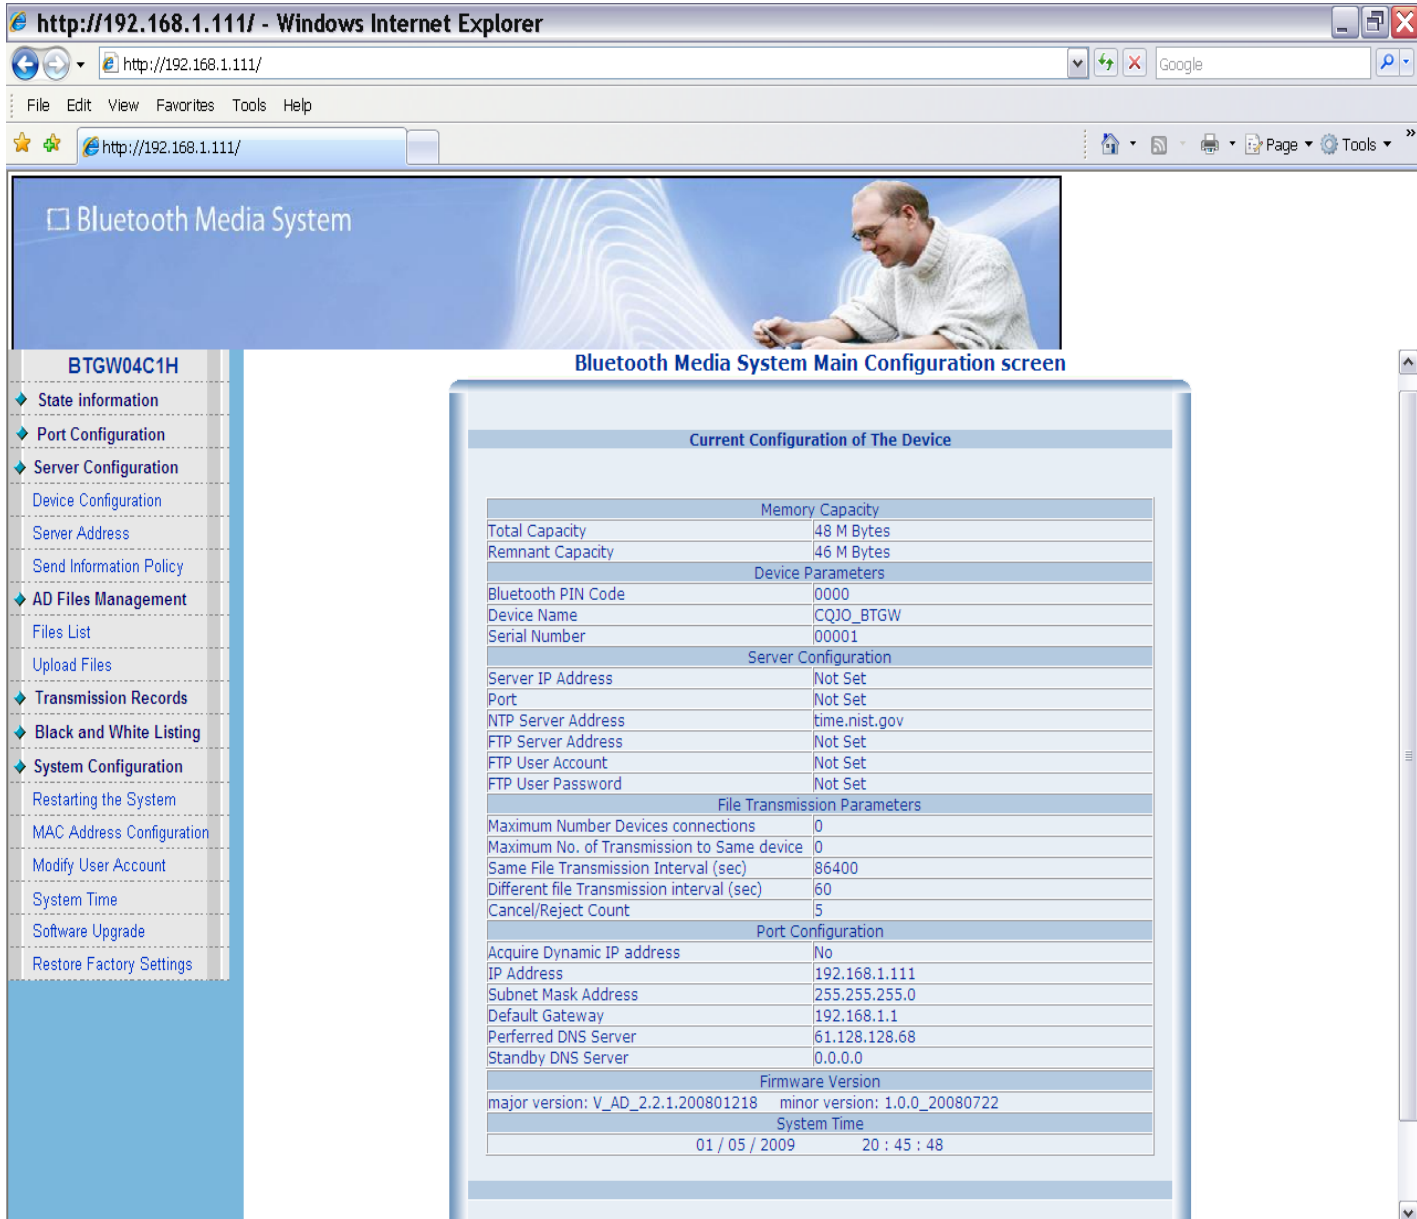 http://192.168.1.111/ - Windows Internet Explorer
http://192.168.1.111/
Google
File Edit View Favorites Tools Help
http://192.168.1.111/
Page Tools
Bluetooth Media System
BTGW04C1H
State information
Port Configuration
Server Configuration
Device Configuration
Server Address
Send Information Policy
AD Files Management
Files List
Upload Files
Transmission Records
Black and White Listing
System Configuration
Restarting the System
MAC Address Configuration
Modify User Account
System Time
Software Upgrade
Restore Factory Settings
Bluetooth Media System Main Configuration screen
Current Configuration of The Device
Memory Capacity
Total Capacity 48 M Bytes
Remnant Capacity 46 M Bytes
Device Parameters
Bluetooth PIN Code 0000
Device Name CQJO_BTGW
Serial Number 00001
Server Configuration
Server IP Address Not Set
Port Not Set
NTP Server Address time.nist.gov
FTP Server Address Not Set
FTP User Account Not Set
FTP User Password Not Set
File Transmission Parameters
Maximum Number Devices connections 0
Maximum No. of Transmission to Same device 0
Same File Transmission Interval (sec) 86400
Different file Transmission interval (sec) 60
Cancel/Reject Count 5
Port Configuration
Acquire Dynamic IP address No
IP Address 192.168.1.111
Subnet Mask Address 255.255.255.0
Default Gateway 192.168.1.1
Perferred DNS Server 61.128.128.68
Standby DNS Server 0.0.0.0
Firmware Version
major version: V_AD_2.2.1.200801218 minor version: 1.0.0_20080722
System Time
01 / 05 / 2009 20 : 45 : 48